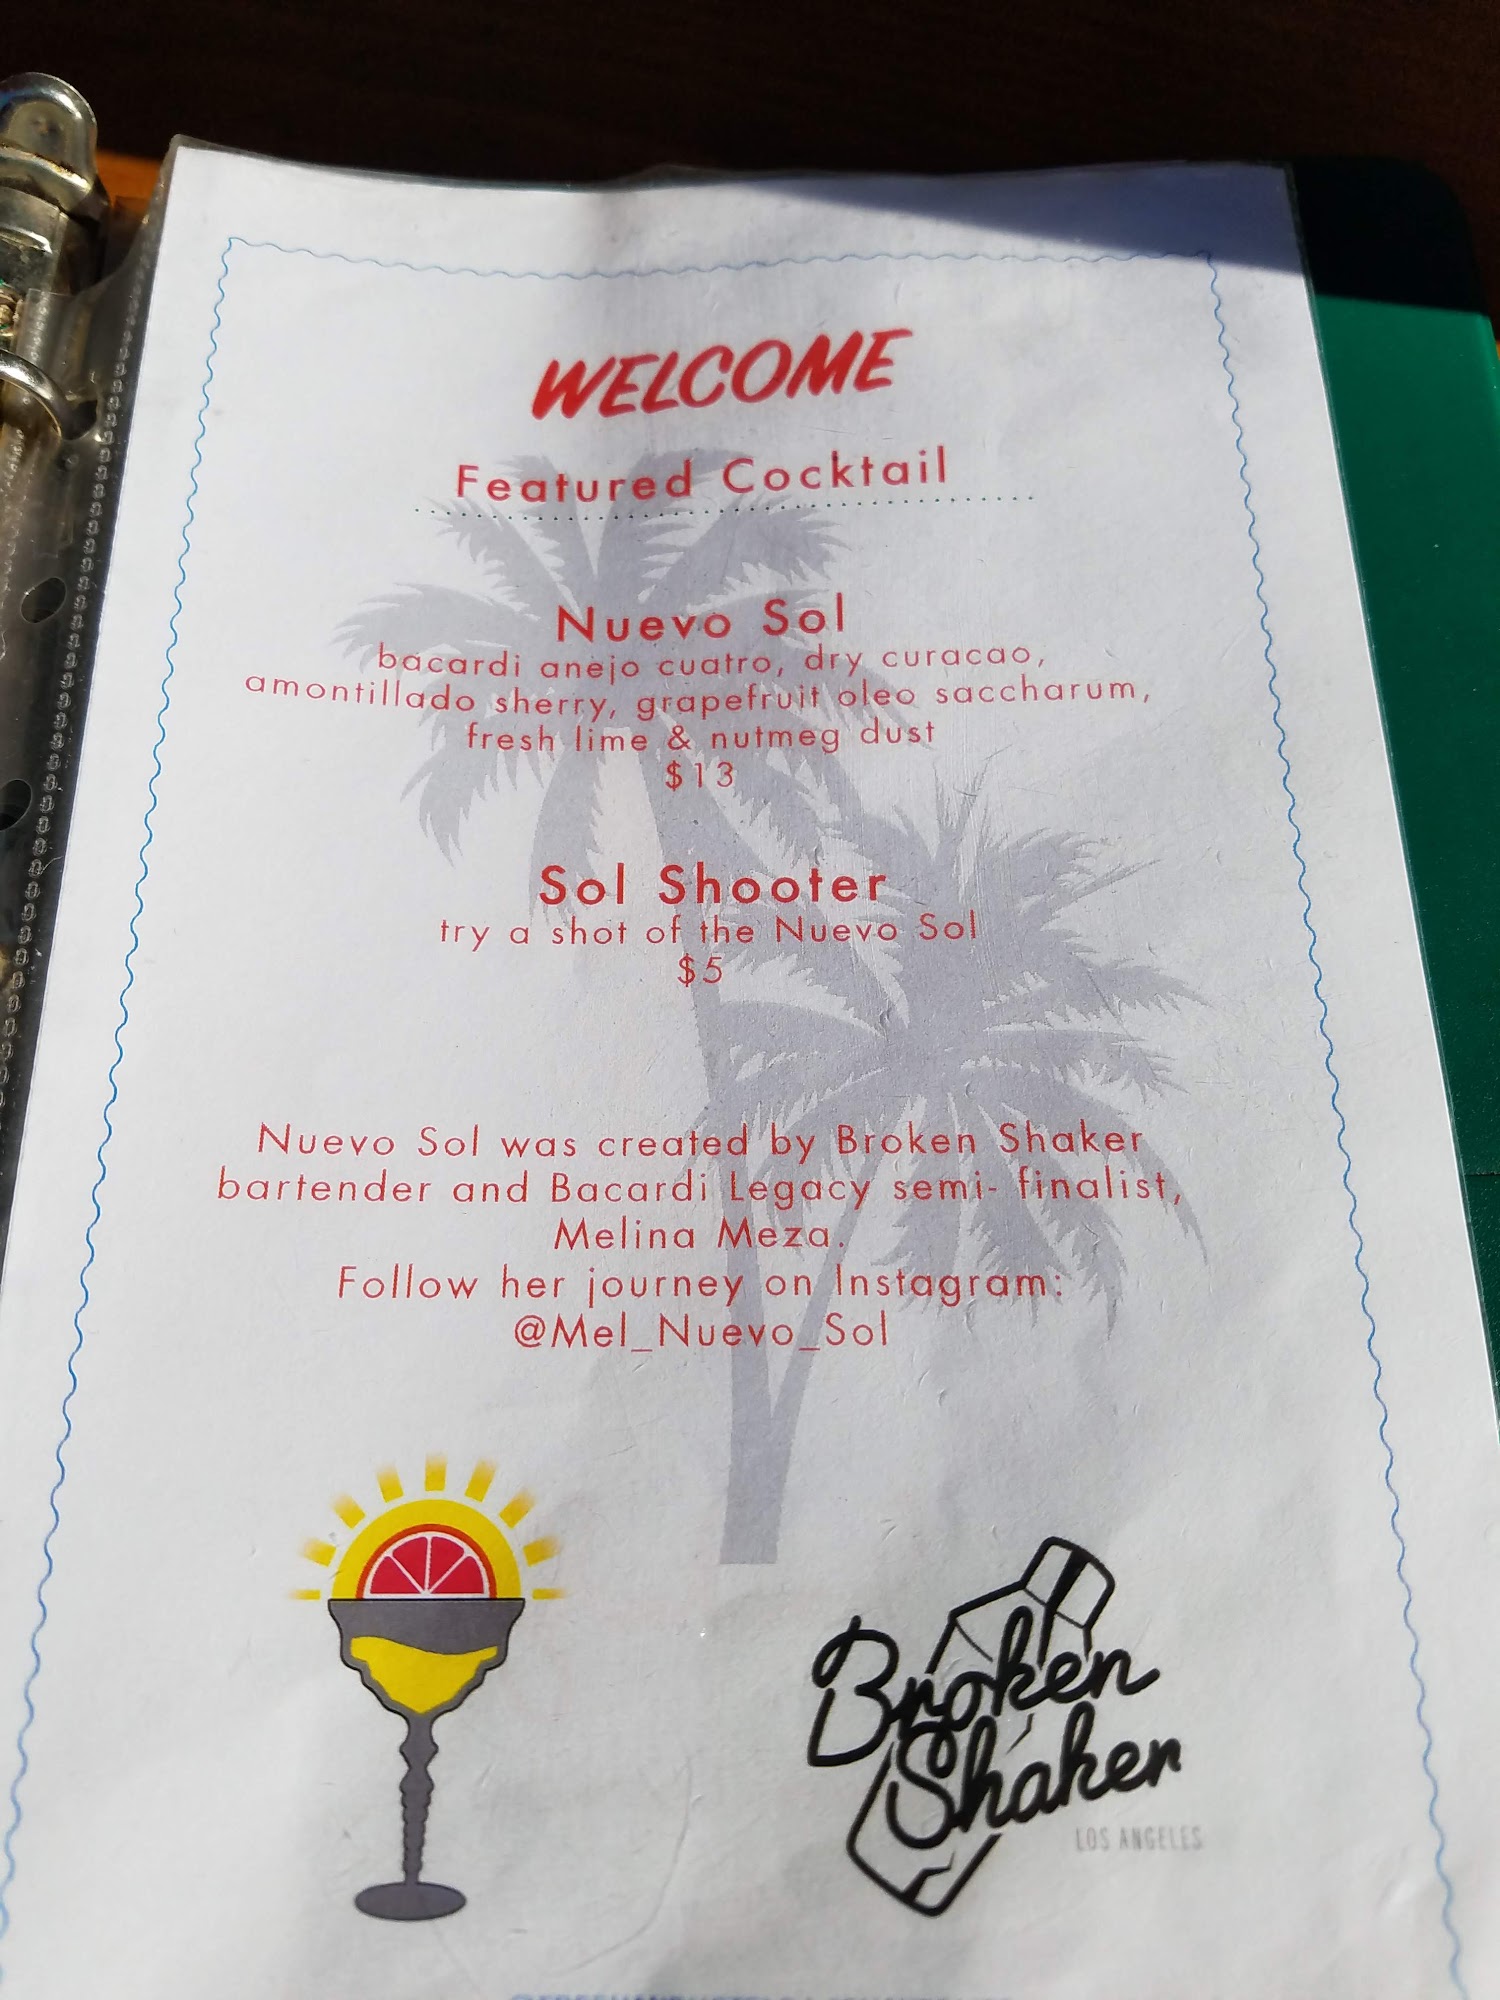 WELCOME
Featured Cocktail
Nuevo Sol
bacardi anejo cuatro, dry curacao,
amontillado sherry, grapefruit oleo saccharum,
fresh lime & nutmeg dust
$13
Sol Shooter
try a shot of the Nuevo Sol
$5
Nuevo Sol was created by Broken Shaker
bartender and Bacardi Legacy semi- finalist,
Melina Meza.
Follow her journey on Instagram:
@Mel_Nuevo_Sol
Broken
Shaker
LOS ANGELES